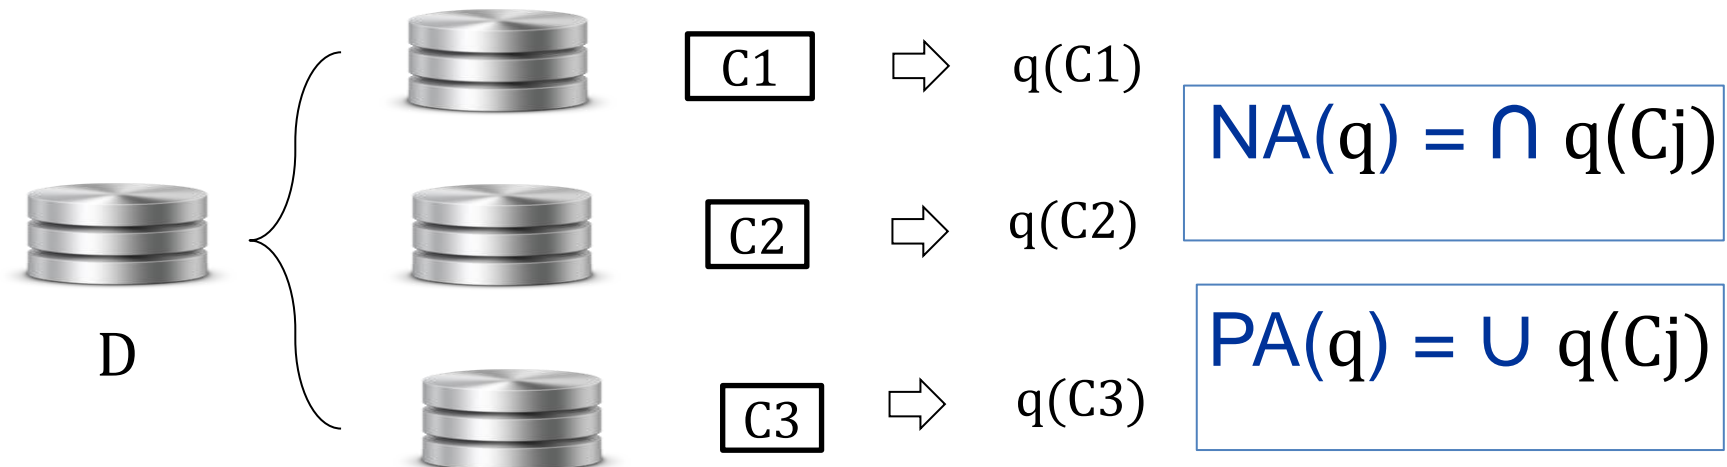 C1
q(C1)
NA(q) = ∩ q(Cj)
C2
q(C2)
D
PA(q) = ∪ q(Cj)
C3
q(C3)